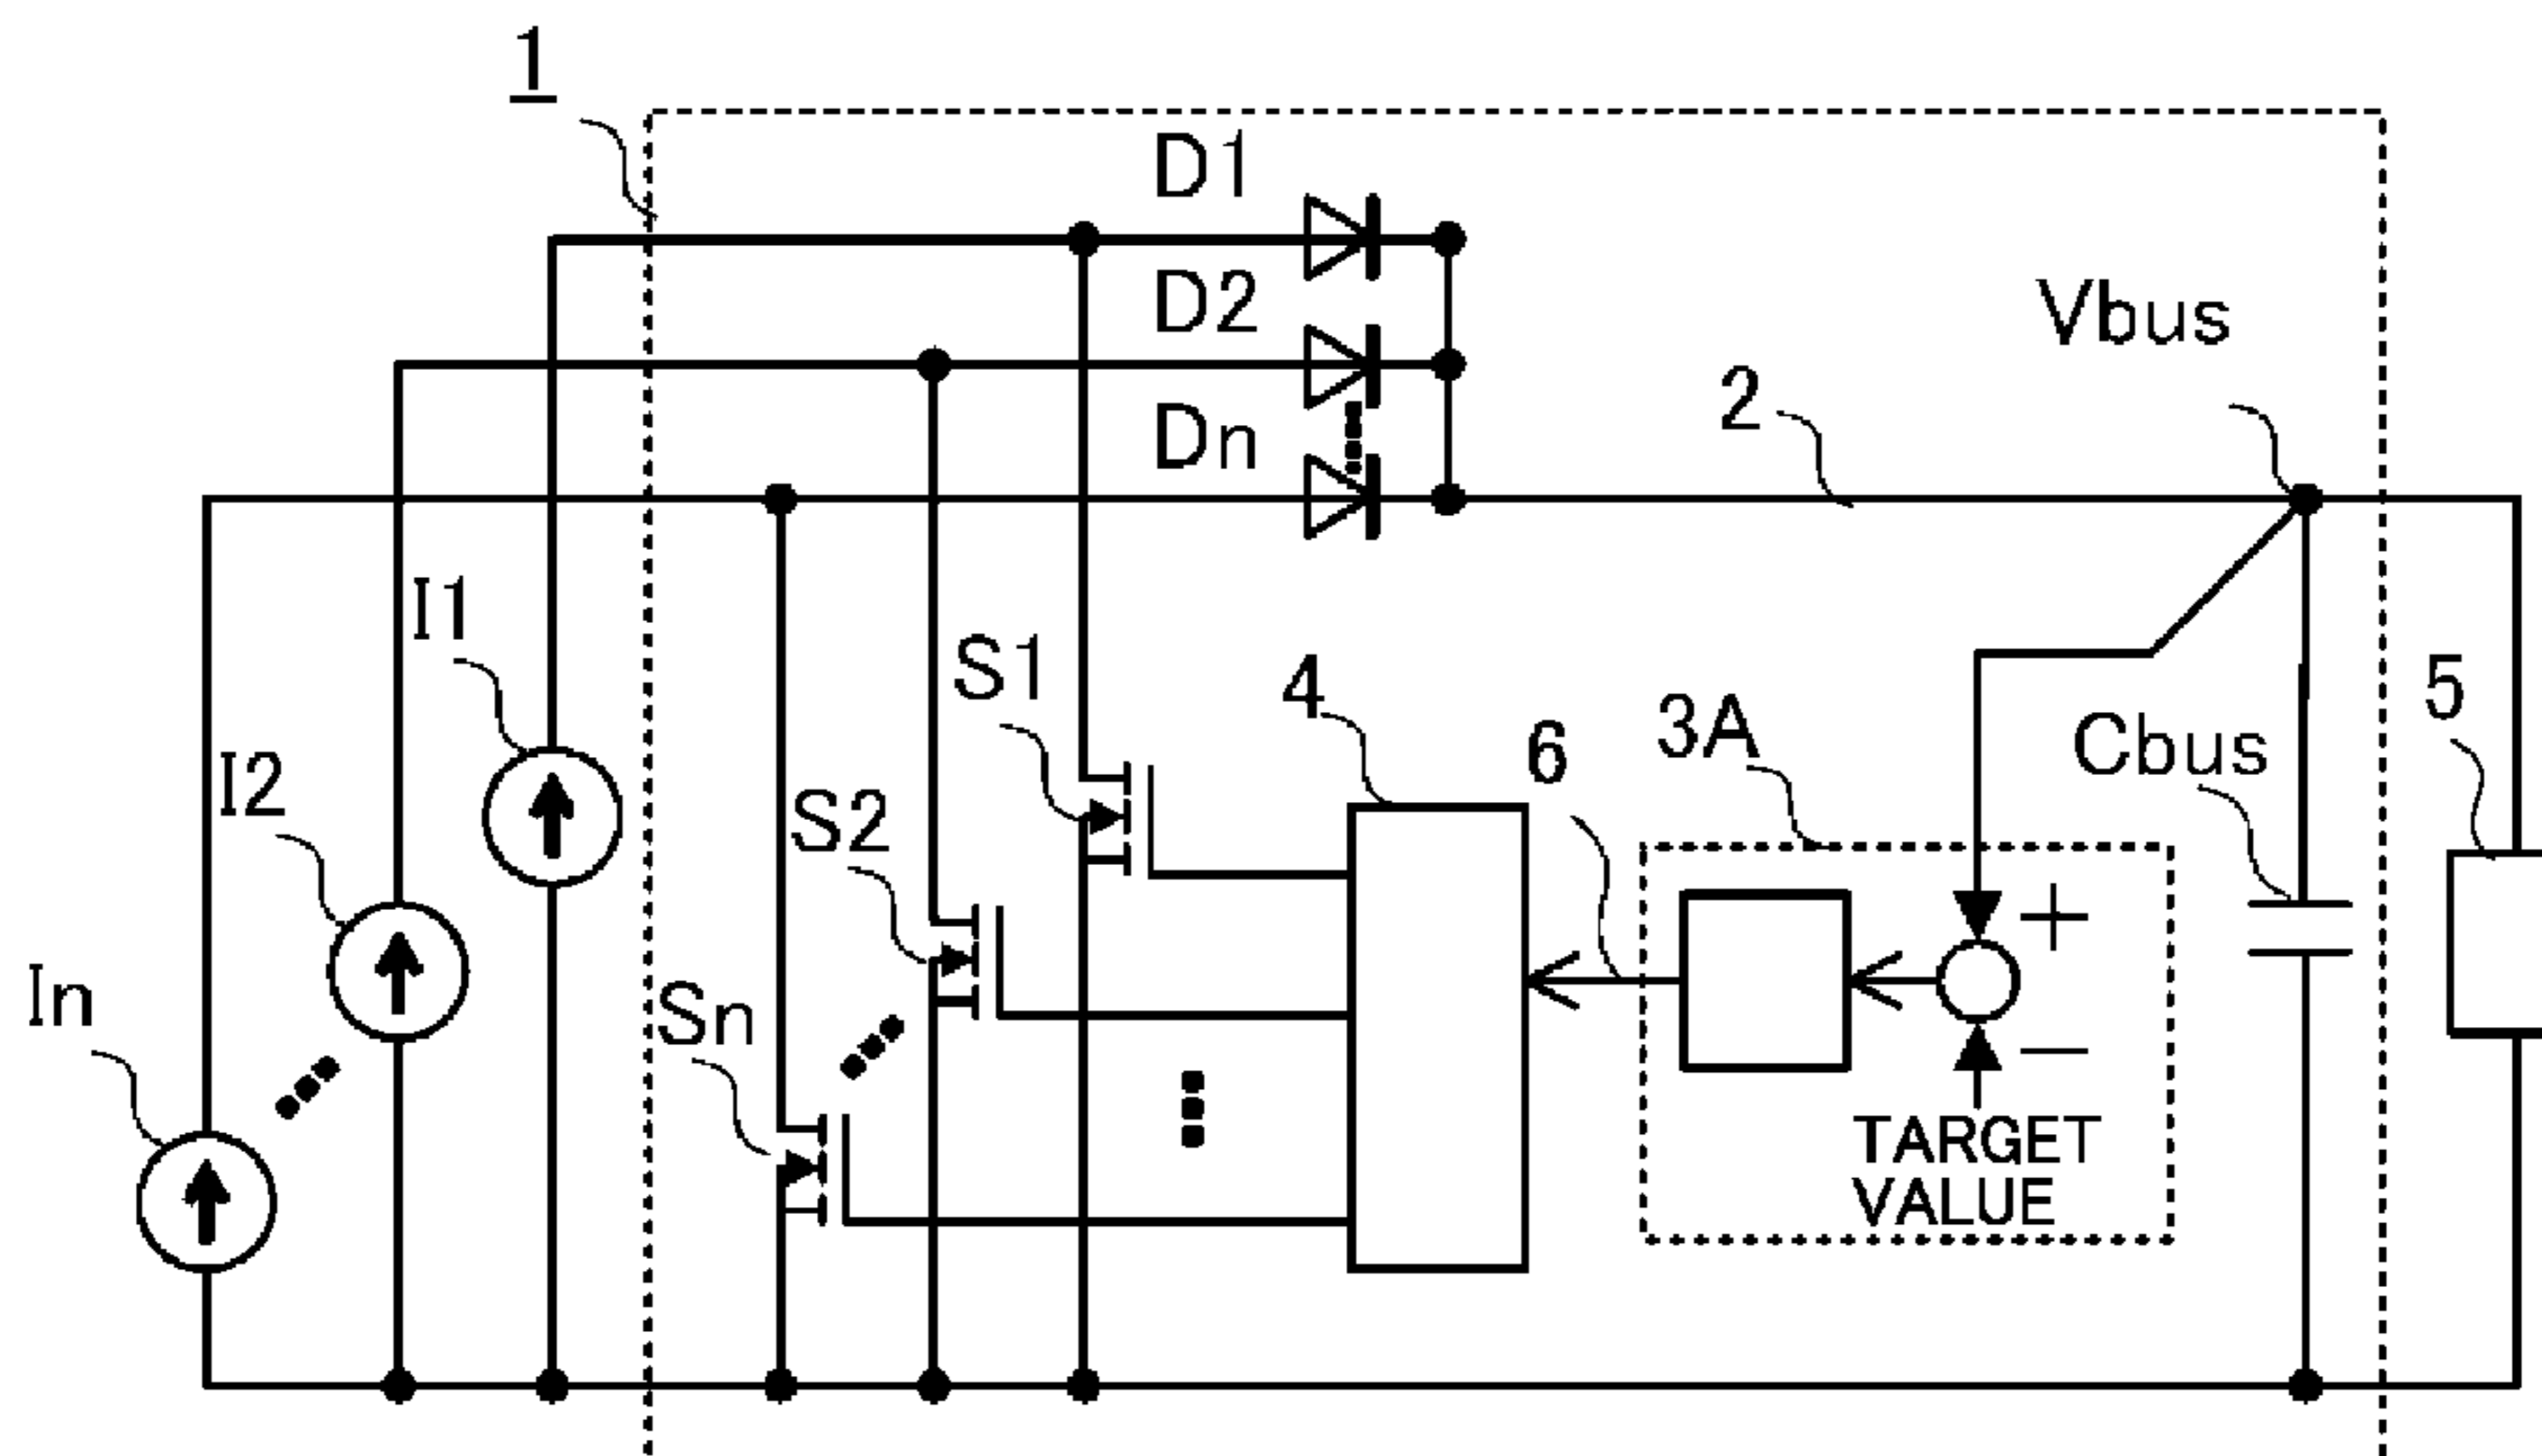 1
D1
D2
Vbus
Dn
2
I1
S1
4
6
3A
Cbus
5
I2
S2
In
Sn
+
−
TARGET
VALUE